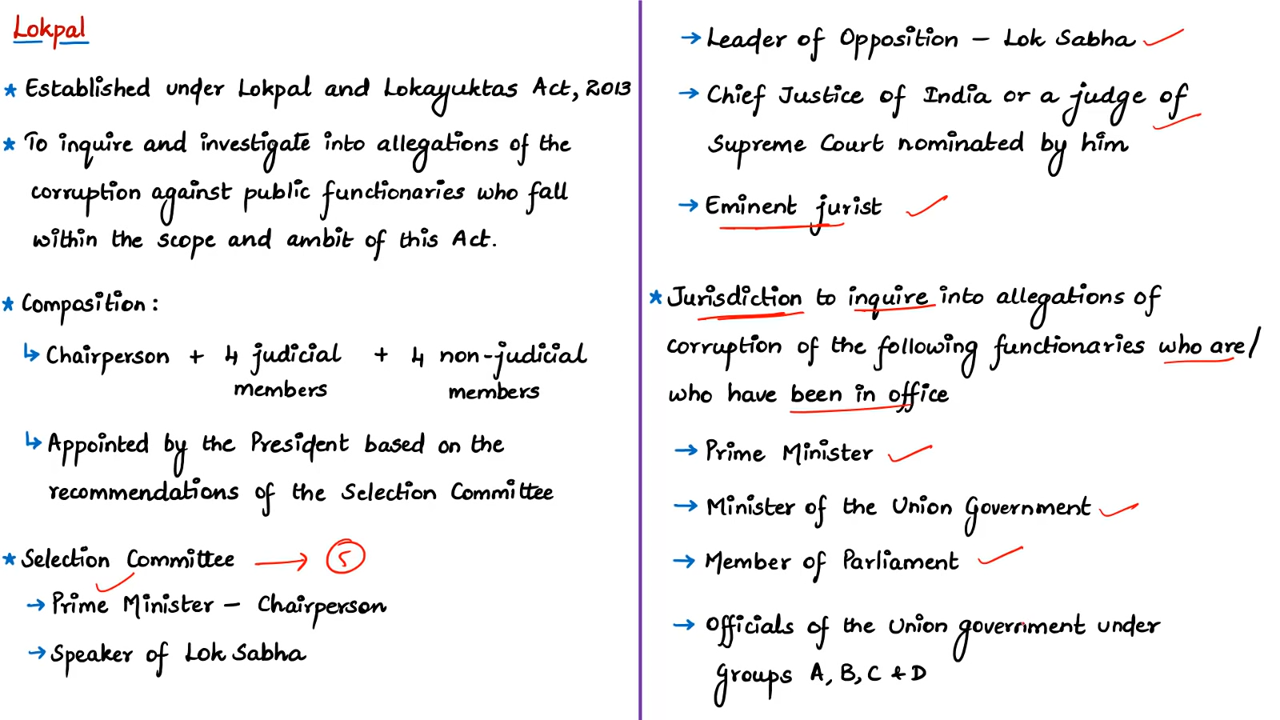 Lokpal
* Established under Lokpal and Lokayuktas Act, 2013
* To inquire and investigate into allegations of the
corruption against public functionaries who fall
within the scope and ambit of this Act.
* Composition :
↳ Chairperson + 4 judicial + 4 non-judicial
members members
↳ Appointed by the President based on the
recommendations of the Selection Committee
* Selection Committee → 5
→ Prime Minister – Chairperson
→ Speaker of Lok Sabha
→ Leader of Opposition – Lok Sabha
→ Chief Justice of India or a judge of
Supreme Court nominated by him
→ Eminent jurist
* Jurisdiction to inquire into allegations of
corruption of the following functionaries who are/
who have been in office
→ Prime Minister
→ Minister of the Union Government
→ Member of Parliament
→ Officials of the Union government under
groups A, B, C & D